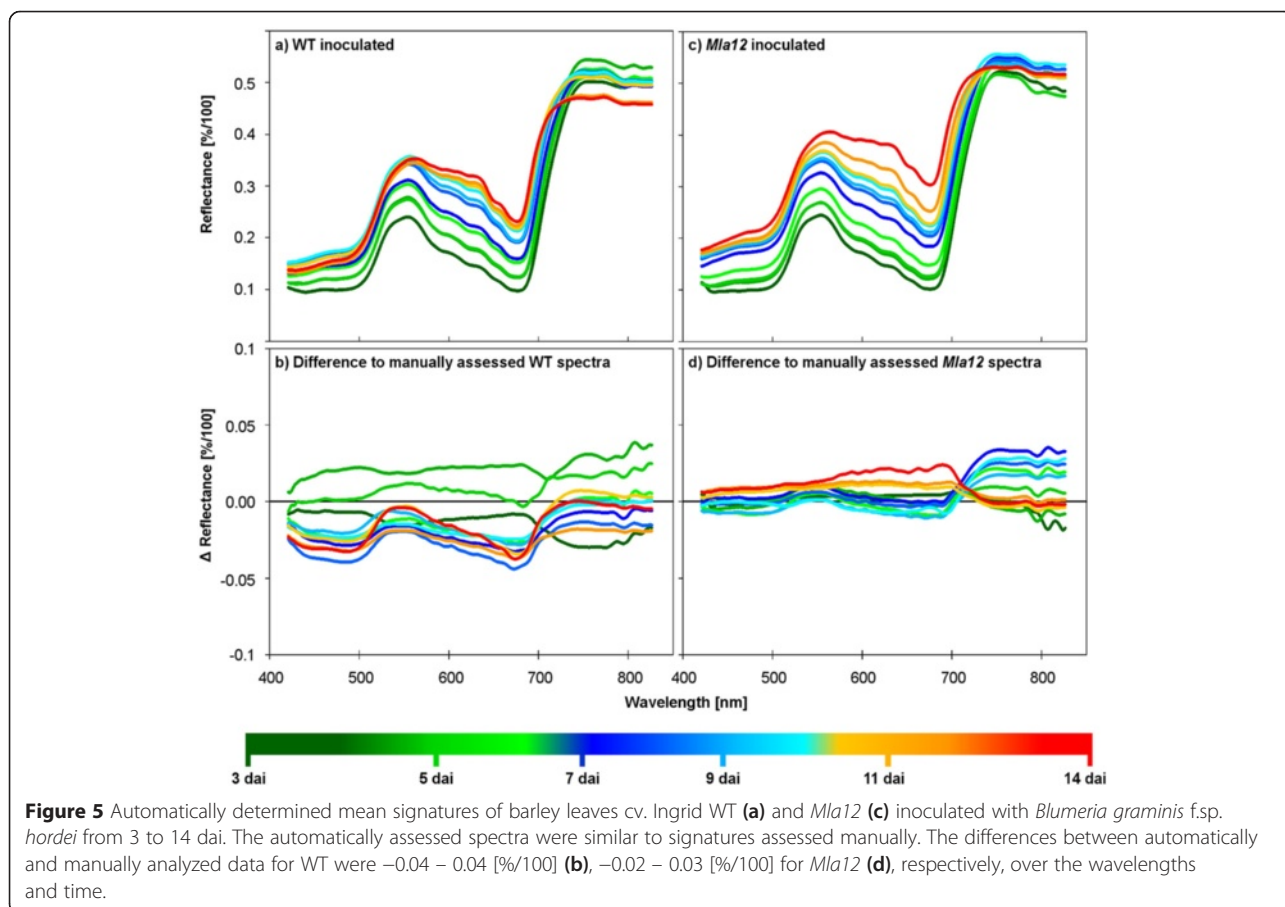 a) WT inoculated
c) Mla12 inoculated
Reflectance [%/100]
0.5
0.4
0.3
0.2
0.1
0.1
b) Difference to manually assessed WT spectra
d) Difference to manually assessed Mla12 spectra
Δ Reflectance [%/100]
0.05
0.00
-0.05
-0.1
400 500 600 700 800 400 500 600 700 800
Wavelength [nm]
3 dai 5 dai 7 dai 9 dai 11 dai 14 dai
Figure 5 Automatically determined mean signatures of barley leaves cv. Ingrid WT (a) and Mla12 (c) inoculated with Blumeria graminis f.sp.
hordei from 3 to 14 dai. The automatically assessed spectra were similar to signatures assessed manually. The differences between automatically
and manually analyzed data for WT were −0.04 – 0.04 [%/100] (b), −0.02 – 0.03 [%/100] for Mla12 (d), respectively, over the wavelengths
and time.